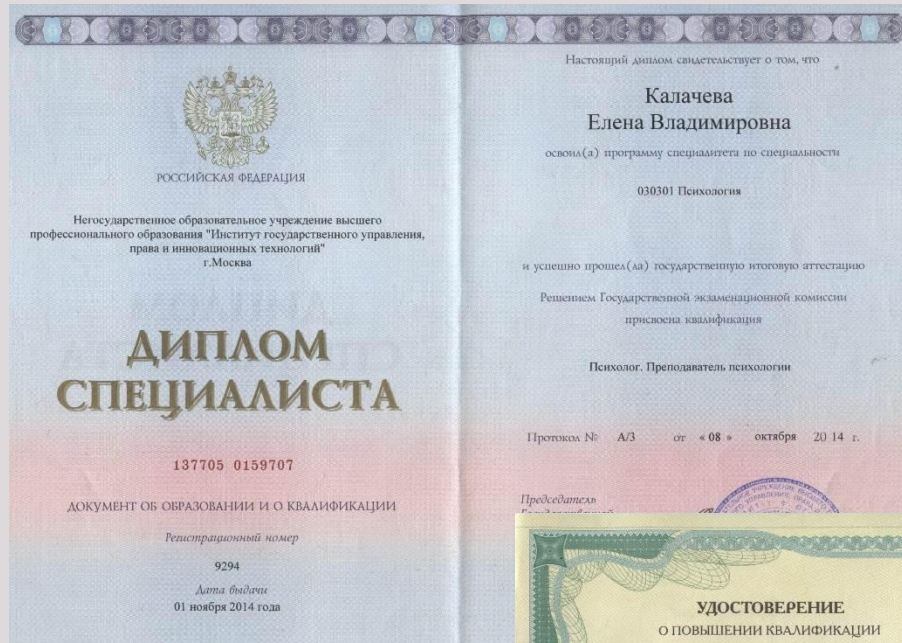 РОССИЙСКАЯ ФЕДЕРАЦИЯ
Негосударственное образовательное учреждение высшего
профессионального образования "Институт государственного управления,
права и инновационных технологий"
г.Москва
ДИПЛОМ
СПЕЦИАЛИСТА
137705 0159707
ДОКУМЕНТ ОБ ОБРАЗОВАНИИ И О КВАЛИФИКАЦИИ
Регистрационный номер
9294
Дата выдачи
01 ноября 2014 года
Настоящий диплом свидетельствует о том, что
Калачева
Елена Владимировна
освоил(а) программу специалитета по специальности
030301 Психология
и успешно прошел(ла) государственную итоговую аттестацию
Решением Государственной экзаменационной комиссии
присвоена квалификация
Психолог. Преподаватель психологии
Протокол № А/3 от « 08 » октября 20 14 г.
Председатель
УДОСТОВЕРЕНИЕ
О ПОВЫШЕНИИ КВАЛИФИКАЦИИ